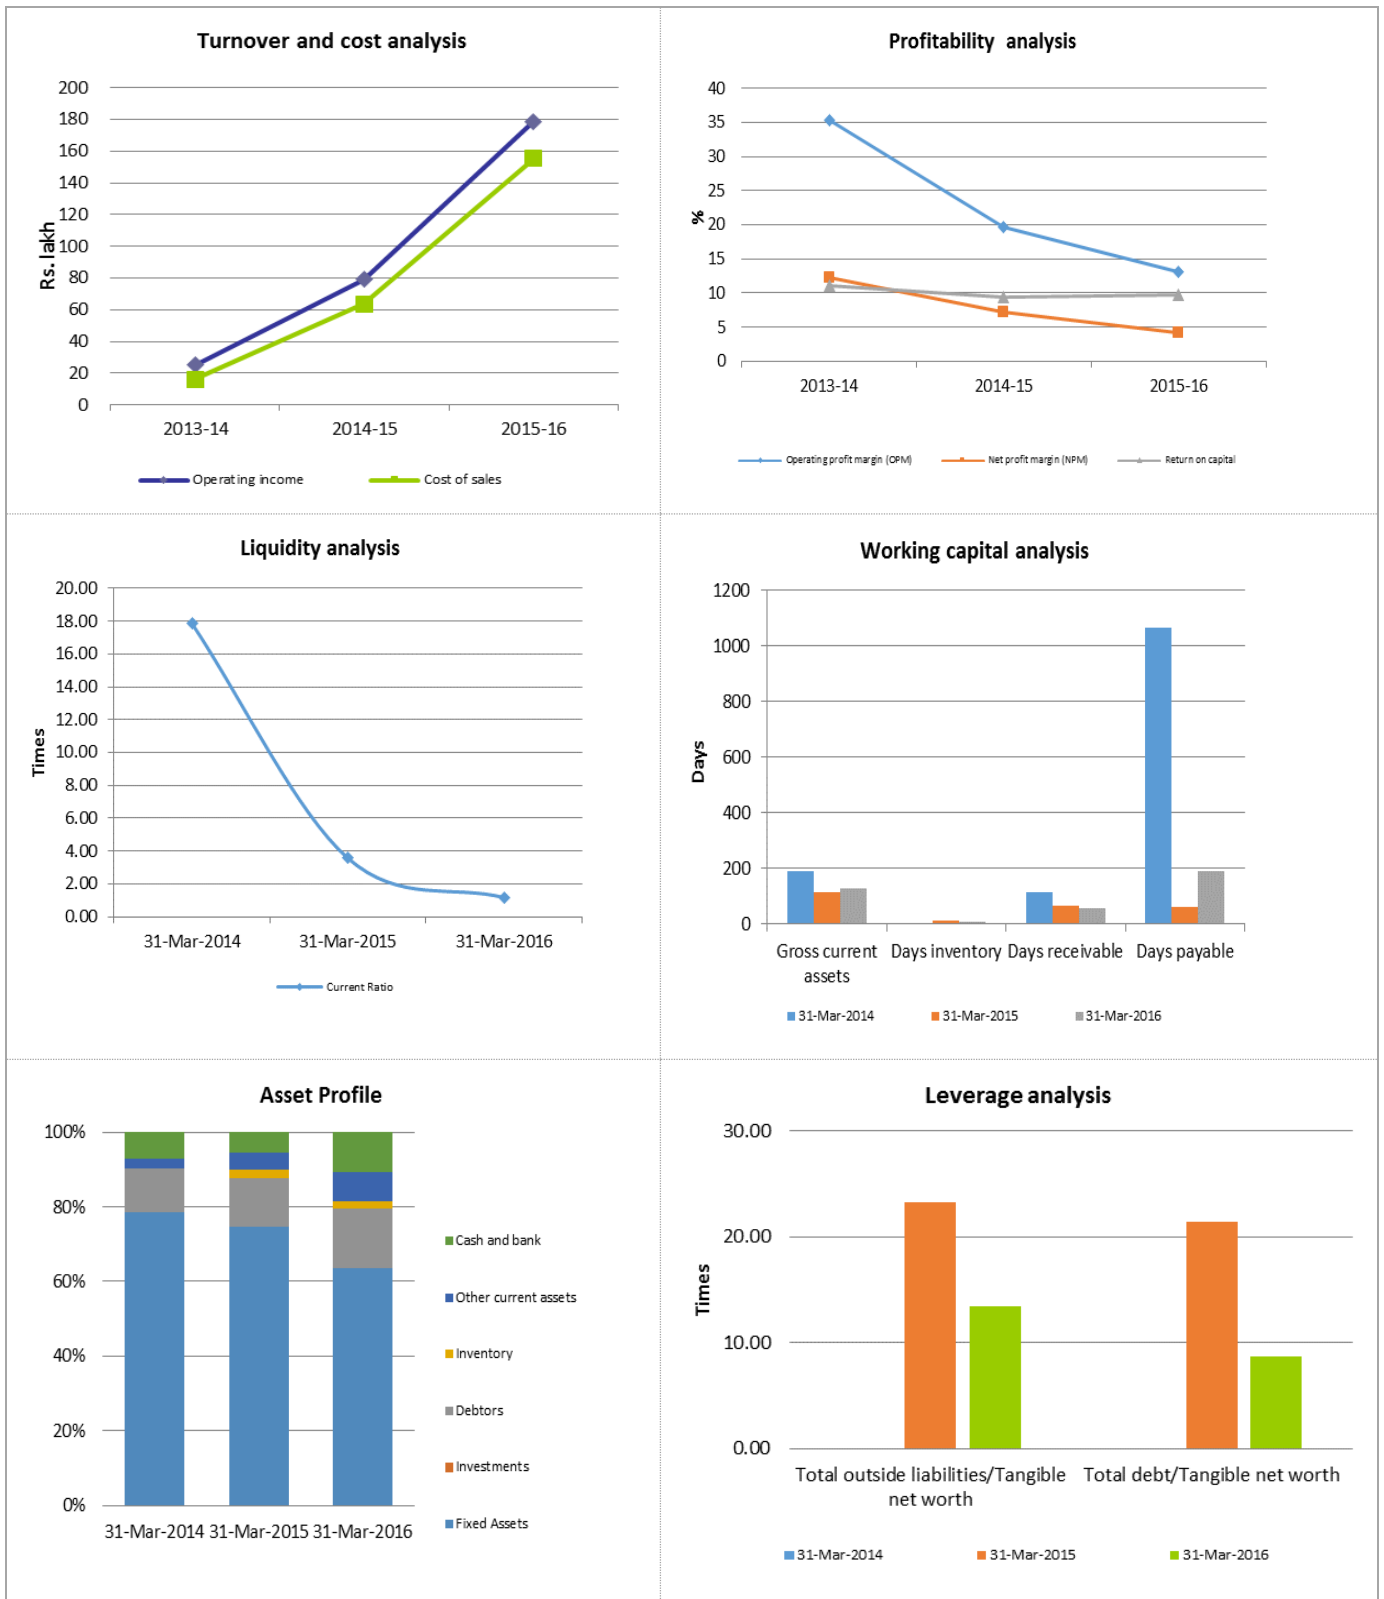 Turnover and cost analysis
200
180
160
140
120
100
80
60
40
20
0
Rs. lakh
2013-14 2014-15 2015-16
Operating income Cost of sales
Profitability analysis
40
35
30
25
20
15
10
5
0
%
2013-14 2014-15 2015-16
Operating profit margin (OPM) Net profit margin (NPM) Return on capital
Liquidity analysis
20.00
18.00
16.00
14.00
12.00
10.00
8.00
6.00
4.00
2.00
0.00
Times
31-Mar-2014 31-Mar-2015 31-Mar-2016
Current Ratio
Working capital analysis
1200
1000
800
600
400
200
0
Days
Gross current Days inventory Days receivable Days payable
assets
31-Mar-2014 31-Mar-2015 31-Mar-2016
Asset Profile
100%
80%
60%
40%
20%
0%
31-Mar-2014 31-Mar-2015 31-Mar-2016
Cash and bank
Other current assets
Inventory
Debtors
Investments
Fixed Assets
Leverage analysis
30.00
20.00
10.00
0.00
Times
Total outside liabilities/Tangible Total debt/Tangible net worth
net worth
31-Mar-2014 31-Mar-2015 31-Mar-2016